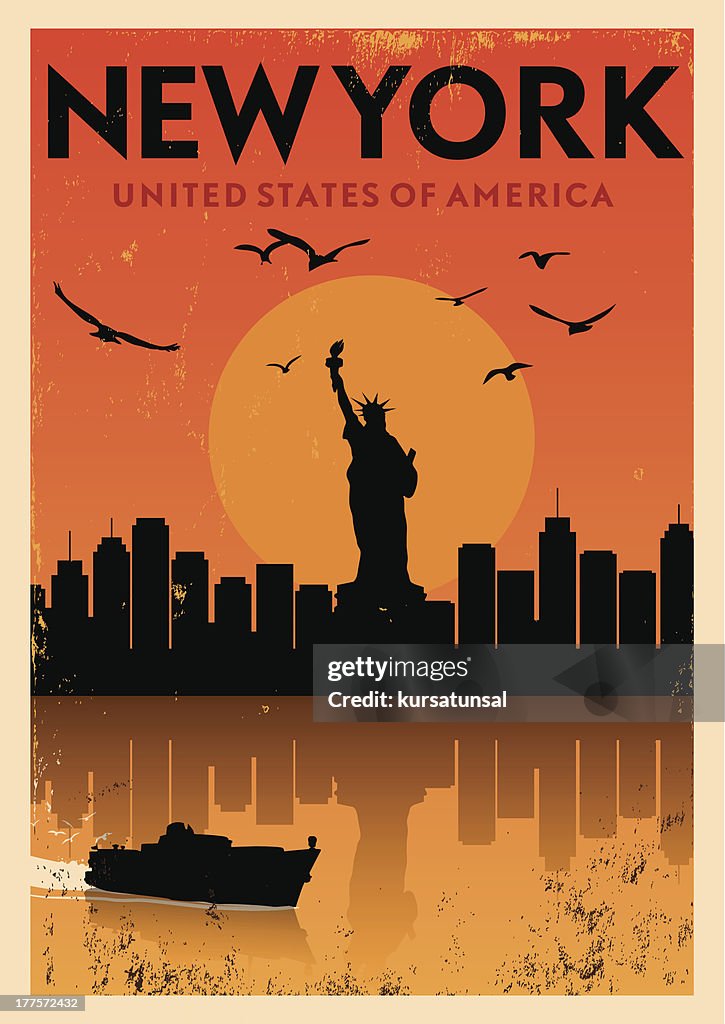 NEW YORK
UNITED STATES OF AMERICA
gettyimages®
Credit: kursatunsal
177572432